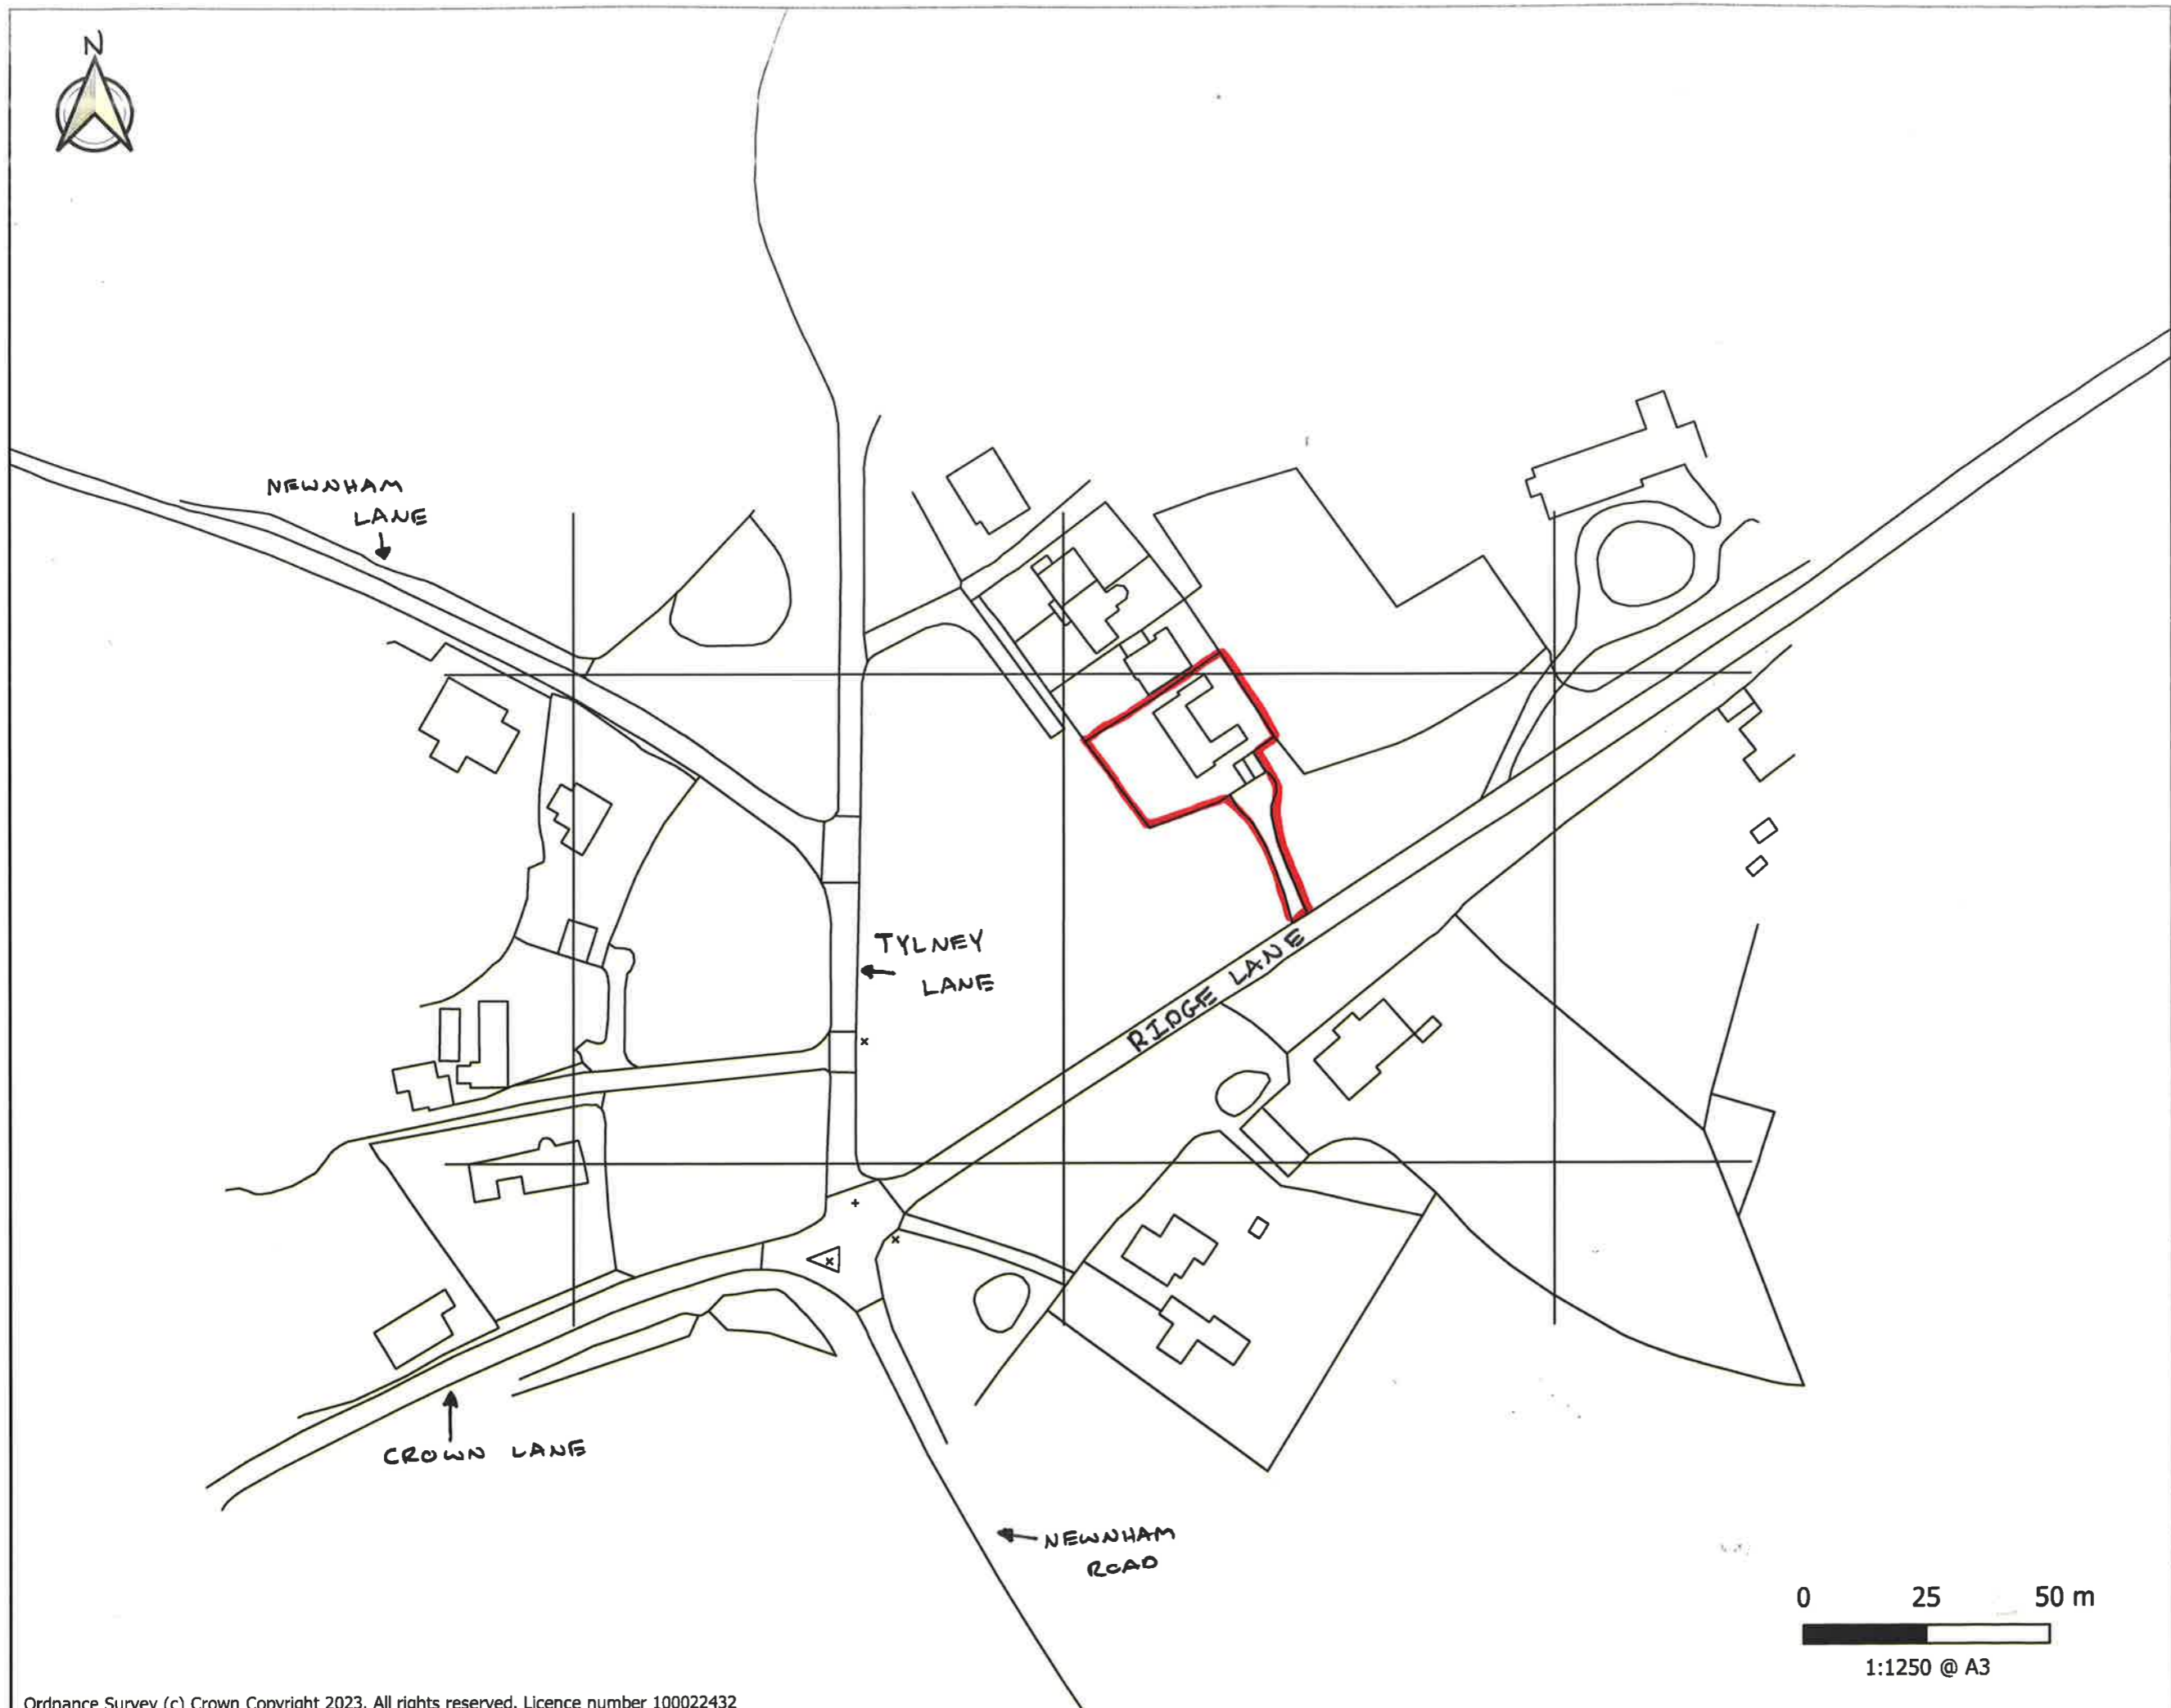 N
NEWNHAM
LANE
TYLNEY
LANE
RIDGE LANE
CROWN LANE
NEWNHAM
ROAD
0 25 50 m
1:1250 @ A3
Ordnance Survey (c) Crown Copyright 2023. All rights reserved. Licence number 100022432